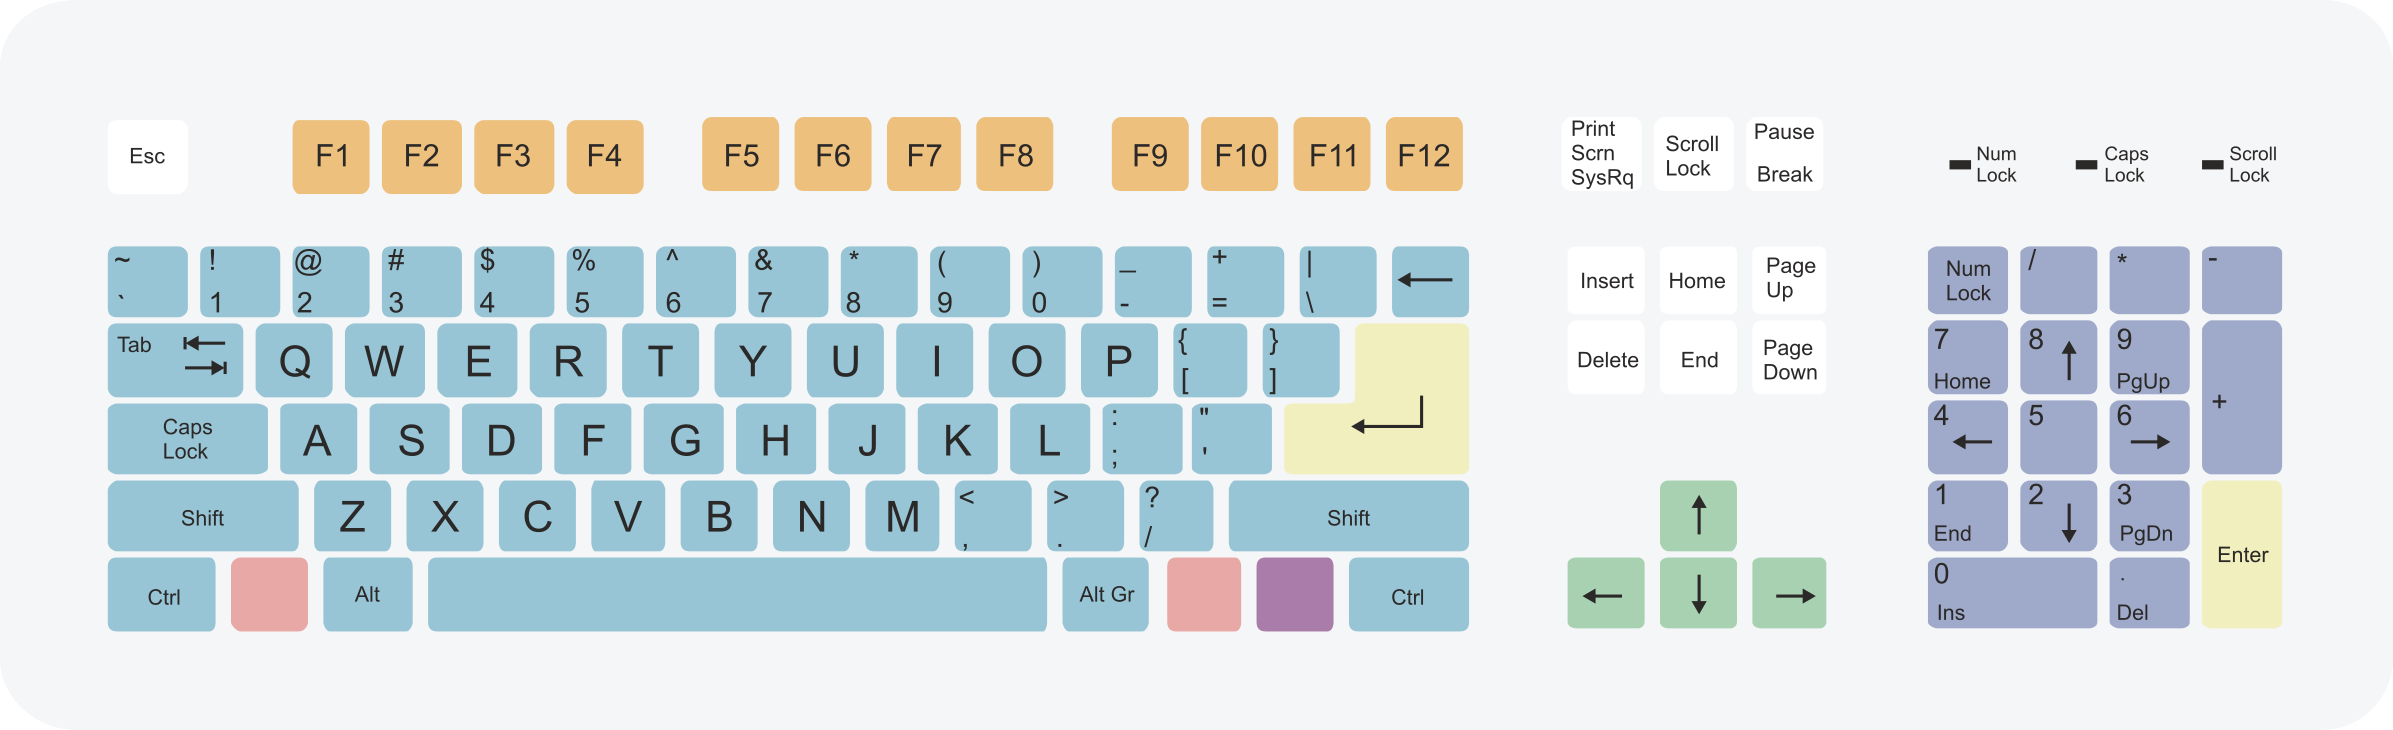 Esc F1 F2 F3 F4 F5 F6 F7 F8 F9 F10 F11 F12
Print
Scrn
SysRq
Scroll
Lock
Pause
Break
Num
Lock
Caps
Lock
Scroll
Lock
~ ! @ # $ % ^ & * ( ) _ + |
` 1 2 3 4 5 6 7 8 9 0 - = \
Insert Home
Page
Up
Num
Lock
/ * -
Tab Q W E R T Y U I O P
{ }
[ ]
Delete End
Page
Down
7 8 9
Home PgUp
+
Caps
Lock
A S D F G H J K L
: "
; '
4 5 6
Shift Z X C V B N M
< > ?
, . /
Shift
1 2 3
End PgDn
Enter
Ctrl Alt Alt Gr Ctrl
0 .
Ins Del